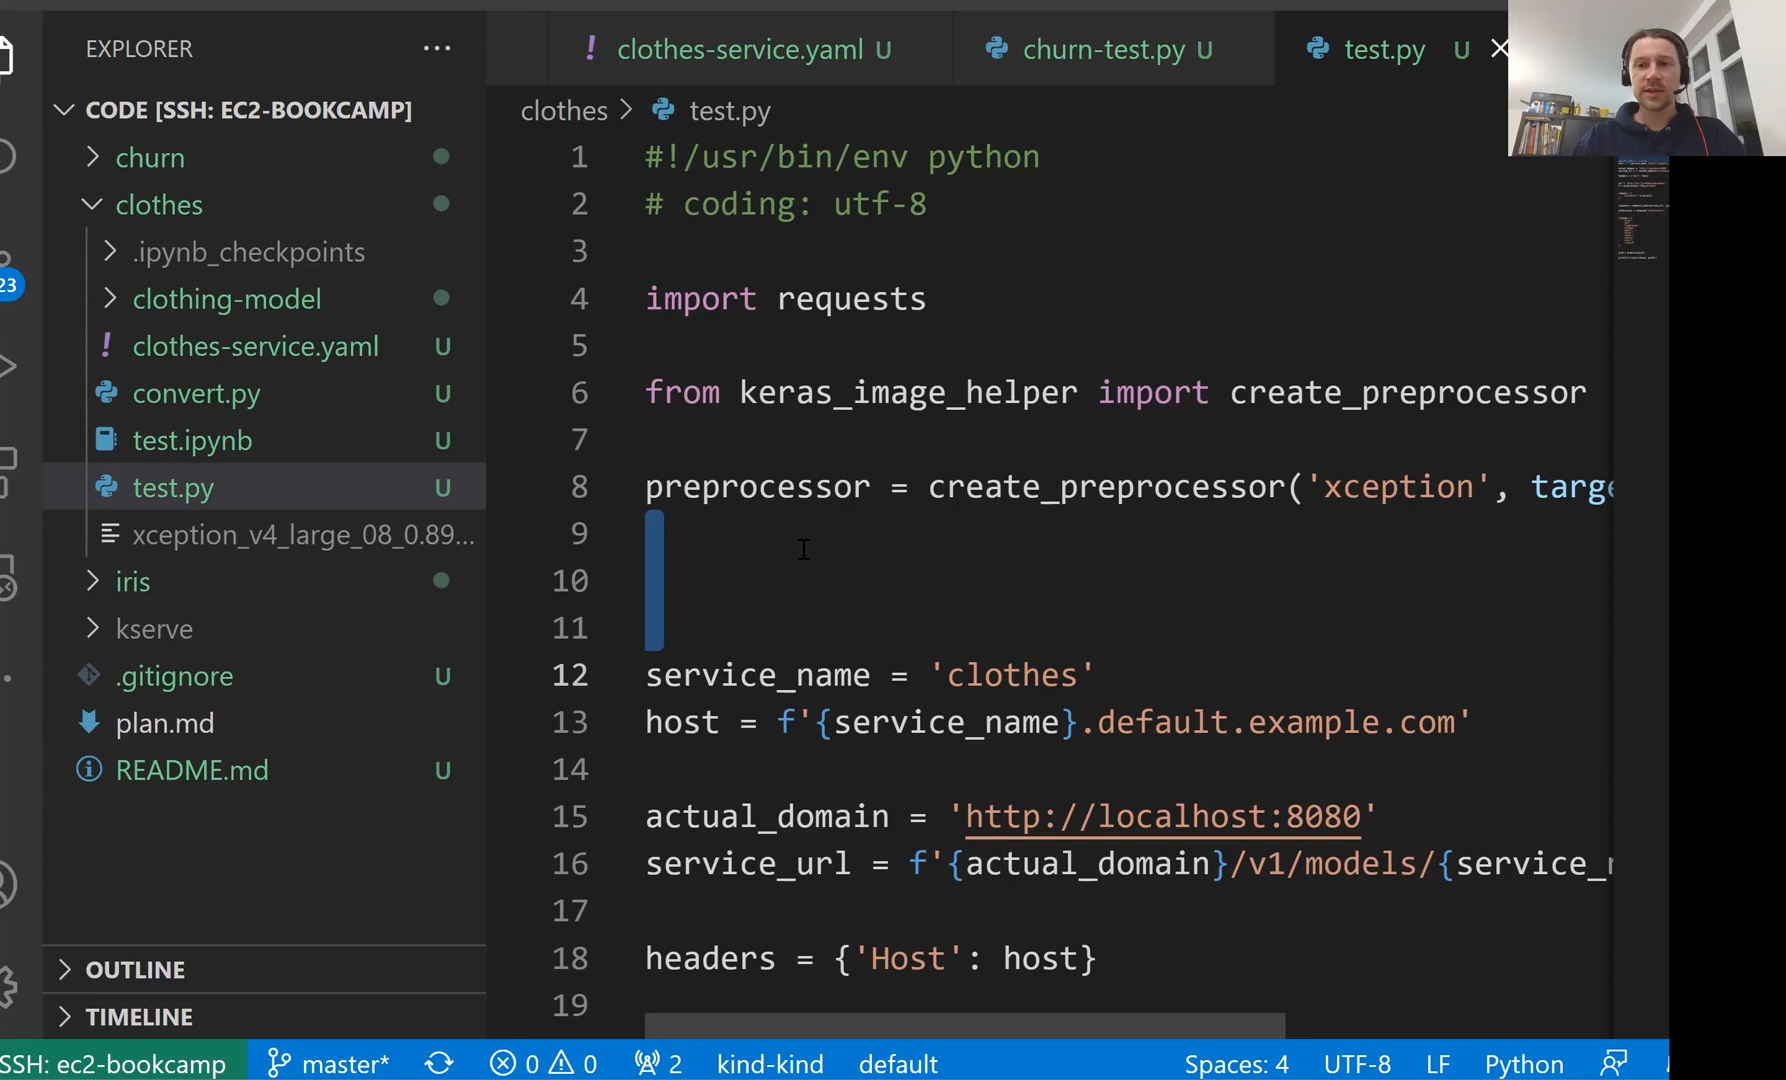 EXPLORER ···
CODE [SSH: EC2-BOOKCAMP]
churn
clothes
.ipynb_checkpoints
clothing-model
! clothes-service.yaml U
convert.py U
test.ipynb U
test.py U
xception_v4_large_08_0.89...
iris
kserve
.gitignore U
plan.md
README.md U
OUTLINE
TIMELINE
23
! clothes-service.yaml U
churn-test.py U
test.py U
clothes > test.py
1 #!/usr/bin/env python
2 # coding: utf-8
3
4 import requests
5
6 from keras_image_helper import create_preprocessor
7
8 preprocessor = create_preprocessor('xception', targe
9
10
11
12 service_name = 'clothes'
13 host = f'{service_name}.default.example.com'
14
15 actual_domain = 'http://localhost:8080'
16 service_url = f'{actual_domain}/v1/models/{service_n
17
18 headers = {'Host': host}
19
SSH: ec2-bookcamp master* 0 0 2 kind-kind default Spaces: 4 UTF-8 LF Python